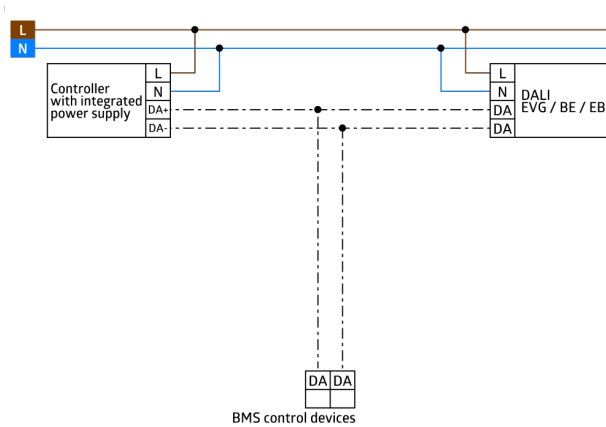 L
N
Controller
with integrated
power supply
L
N
DA+
DA-
L
N
DA
DA
DALI
EVG / BE / EB
DA DA
BMS control devices